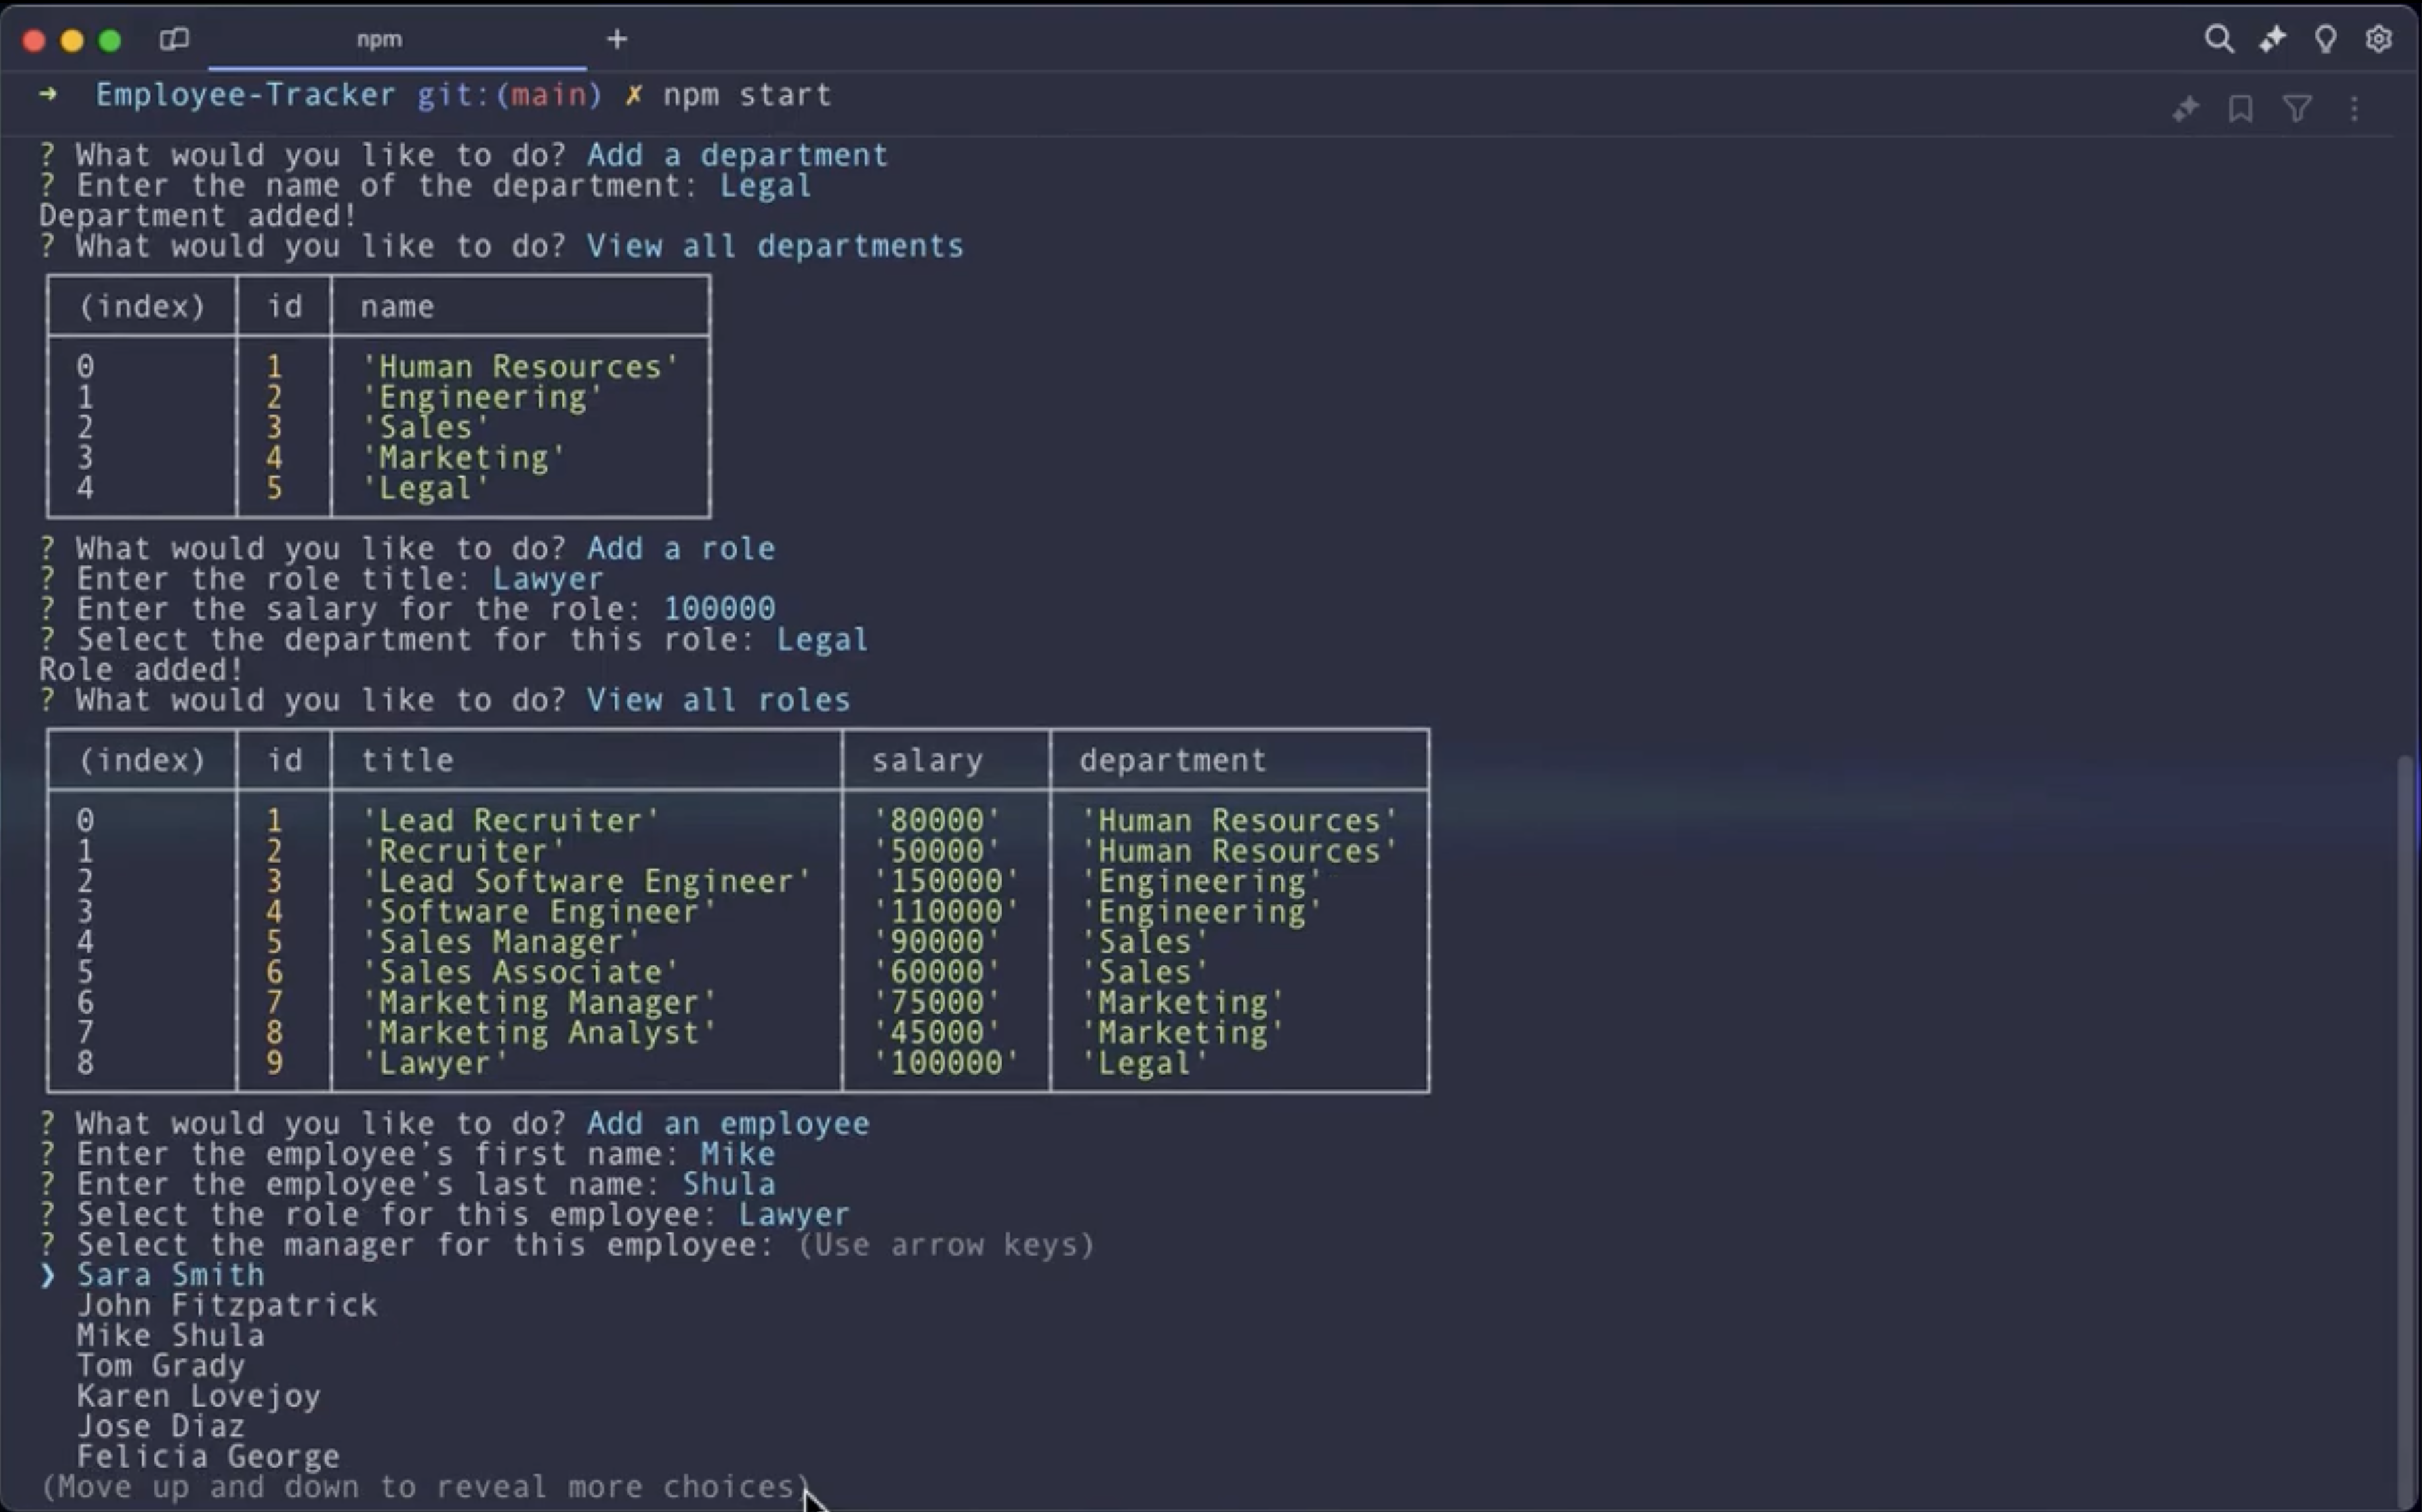 npm
→ Employee-Tracker git:(main) ✗ npm start
? What would you like to do? Add a department
? Enter the name of the department: Legal
Department added!
? What would you like to do? View all departments
(index) id name
0 1 'Human Resources'
1 2 'Engineering'
2 3 'Sales'
3 4 'Marketing'
4 5 'Legal'
? What would you like to do? Add a role
? Enter the role title: Lawyer
? Enter the salary for the role: 100000
? Select the department for this role: Legal
Role added!
? What would you like to do? View all roles
(index) id title salary department
0 1 'Lead Recruiter' '80000' 'Human Resources'
1 2 'Recruiter' '50000' 'Human Resources'
2 3 'Lead Software Engineer' '150000' 'Engineering'
3 4 'Software Engineer' '110000' 'Engineering'
4 5 'Sales Manager' '90000' 'Sales'
5 6 'Sales Associate' '60000' 'Sales'
6 7 'Marketing Manager' '75000' 'Marketing'
7 8 'Marketing Analyst' '45000' 'Marketing'
8 9 'Lawyer' '100000' 'Legal'
? What would you like to do? Add an employee
? Enter the employee's first name: Mike
? Enter the employee's last name: Shula
? Select the role for this employee: Lawyer
? Select the manager for this employee: (Use arrow keys)
❯ Sara Smith
John Fitzpatrick
Mike Shula
Tom Grady
Karen Lovejoy
Jose Diaz
Felicia George
(Move up and down to reveal more choices)